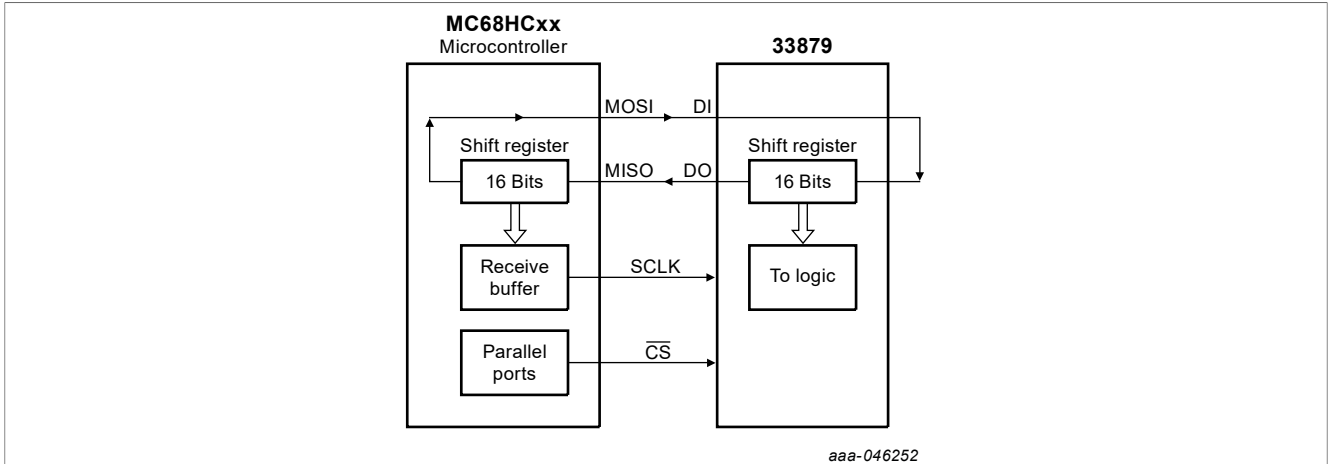 MC68HCxx
Microcontroller
33879
MOSI
DI
Shift register
Shift register
16 Bits
MISO
DO
16 Bits
Receive
buffer
SCLK
To logic
Parallel
ports
C̅S̅
aaa-046252